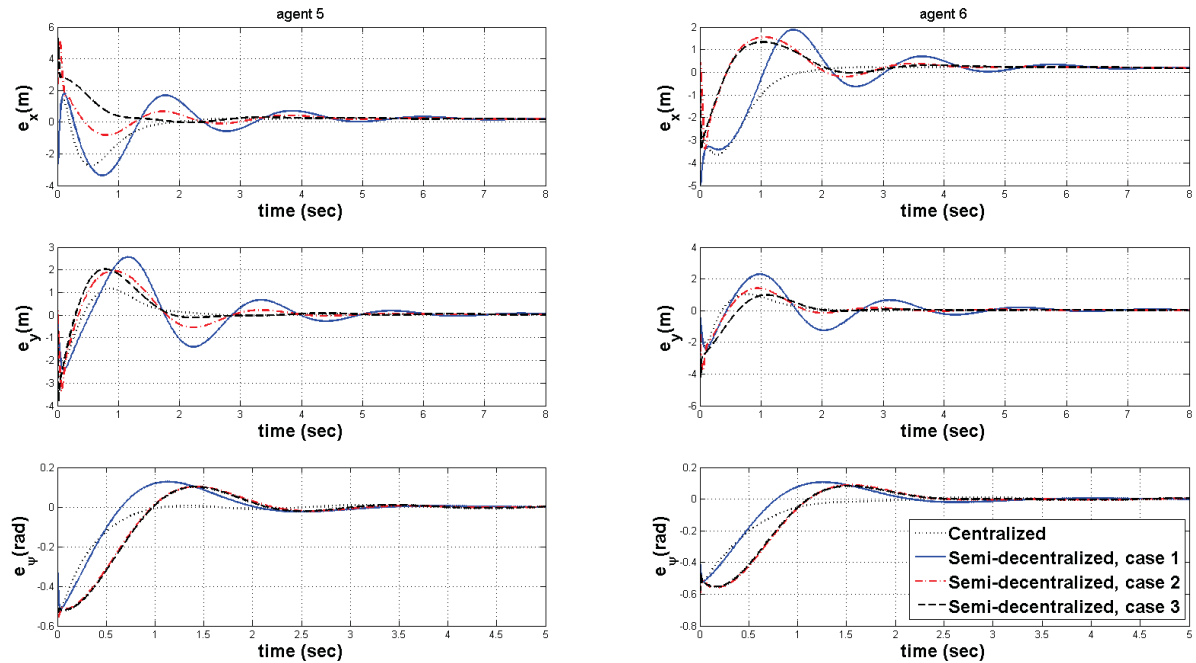 agent 5
6
4
2
0
-2
-4
e_x(m)
0 1 2 3 4 5 6 7 8
time (sec)
agent 6
2
1
0
-1
-2
-3
-4
-5
e_x(m)
0 1 2 3 4 5 6 7 8
time (sec)
3
2
1
0
-1
-2
-3
-4
e_y(m)
0 1 2 3 4 5 6 7 8
time (sec)
4
2
0
-2
-4
-6
e_y(m)
0 1 2 3 4 5 6 7 8
time (sec)
0.2
0
-0.2
-0.4
-0.6
e_ψ(rad)
0 0.5 1 1.5 2 2.5 3 3.5 4 4.5 5
time (sec)
0.2
0
-0.2
-0.4
-0.6
-0.8
e_ψ(rad)
0 0.5 1 1.5 2 2.5 3 3.5 4 4.5 5
time (sec)
Centralized
Semi-decentralized, case 1
Semi-decentralized, case 2
Semi-decentralized, case 3